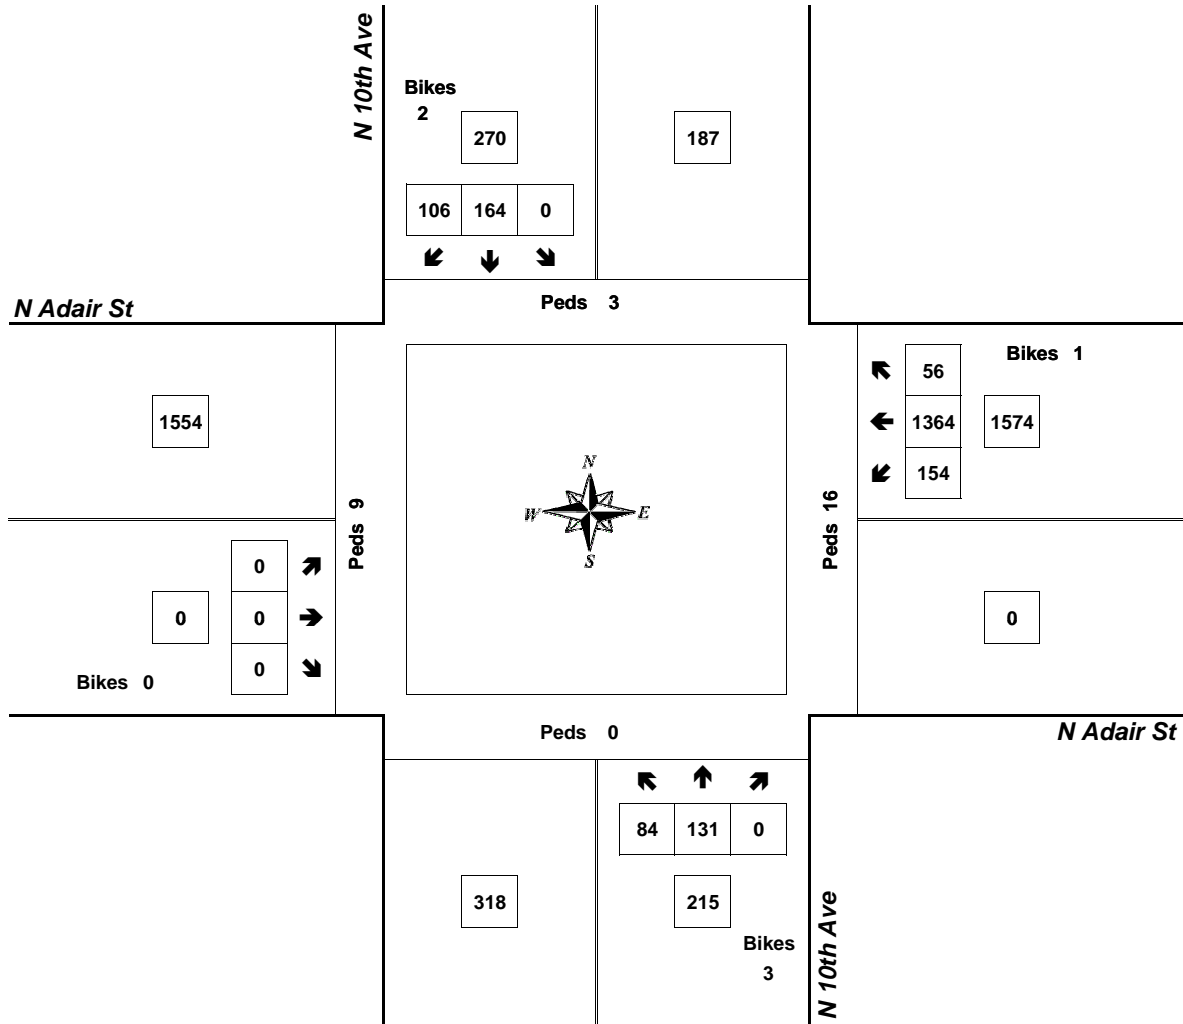 N 10th Ave
Bikes
2
270
187
106 164 0
Peds 3
N Adair St
Bikes 1
56
1554
1364 1574
154
N
W E
S
Peds 9
Peds 16
0
0 0
0
0
Bikes 0
Peds 0
N Adair St
84 131 0
318
215
Bikes
3
N 10th Ave